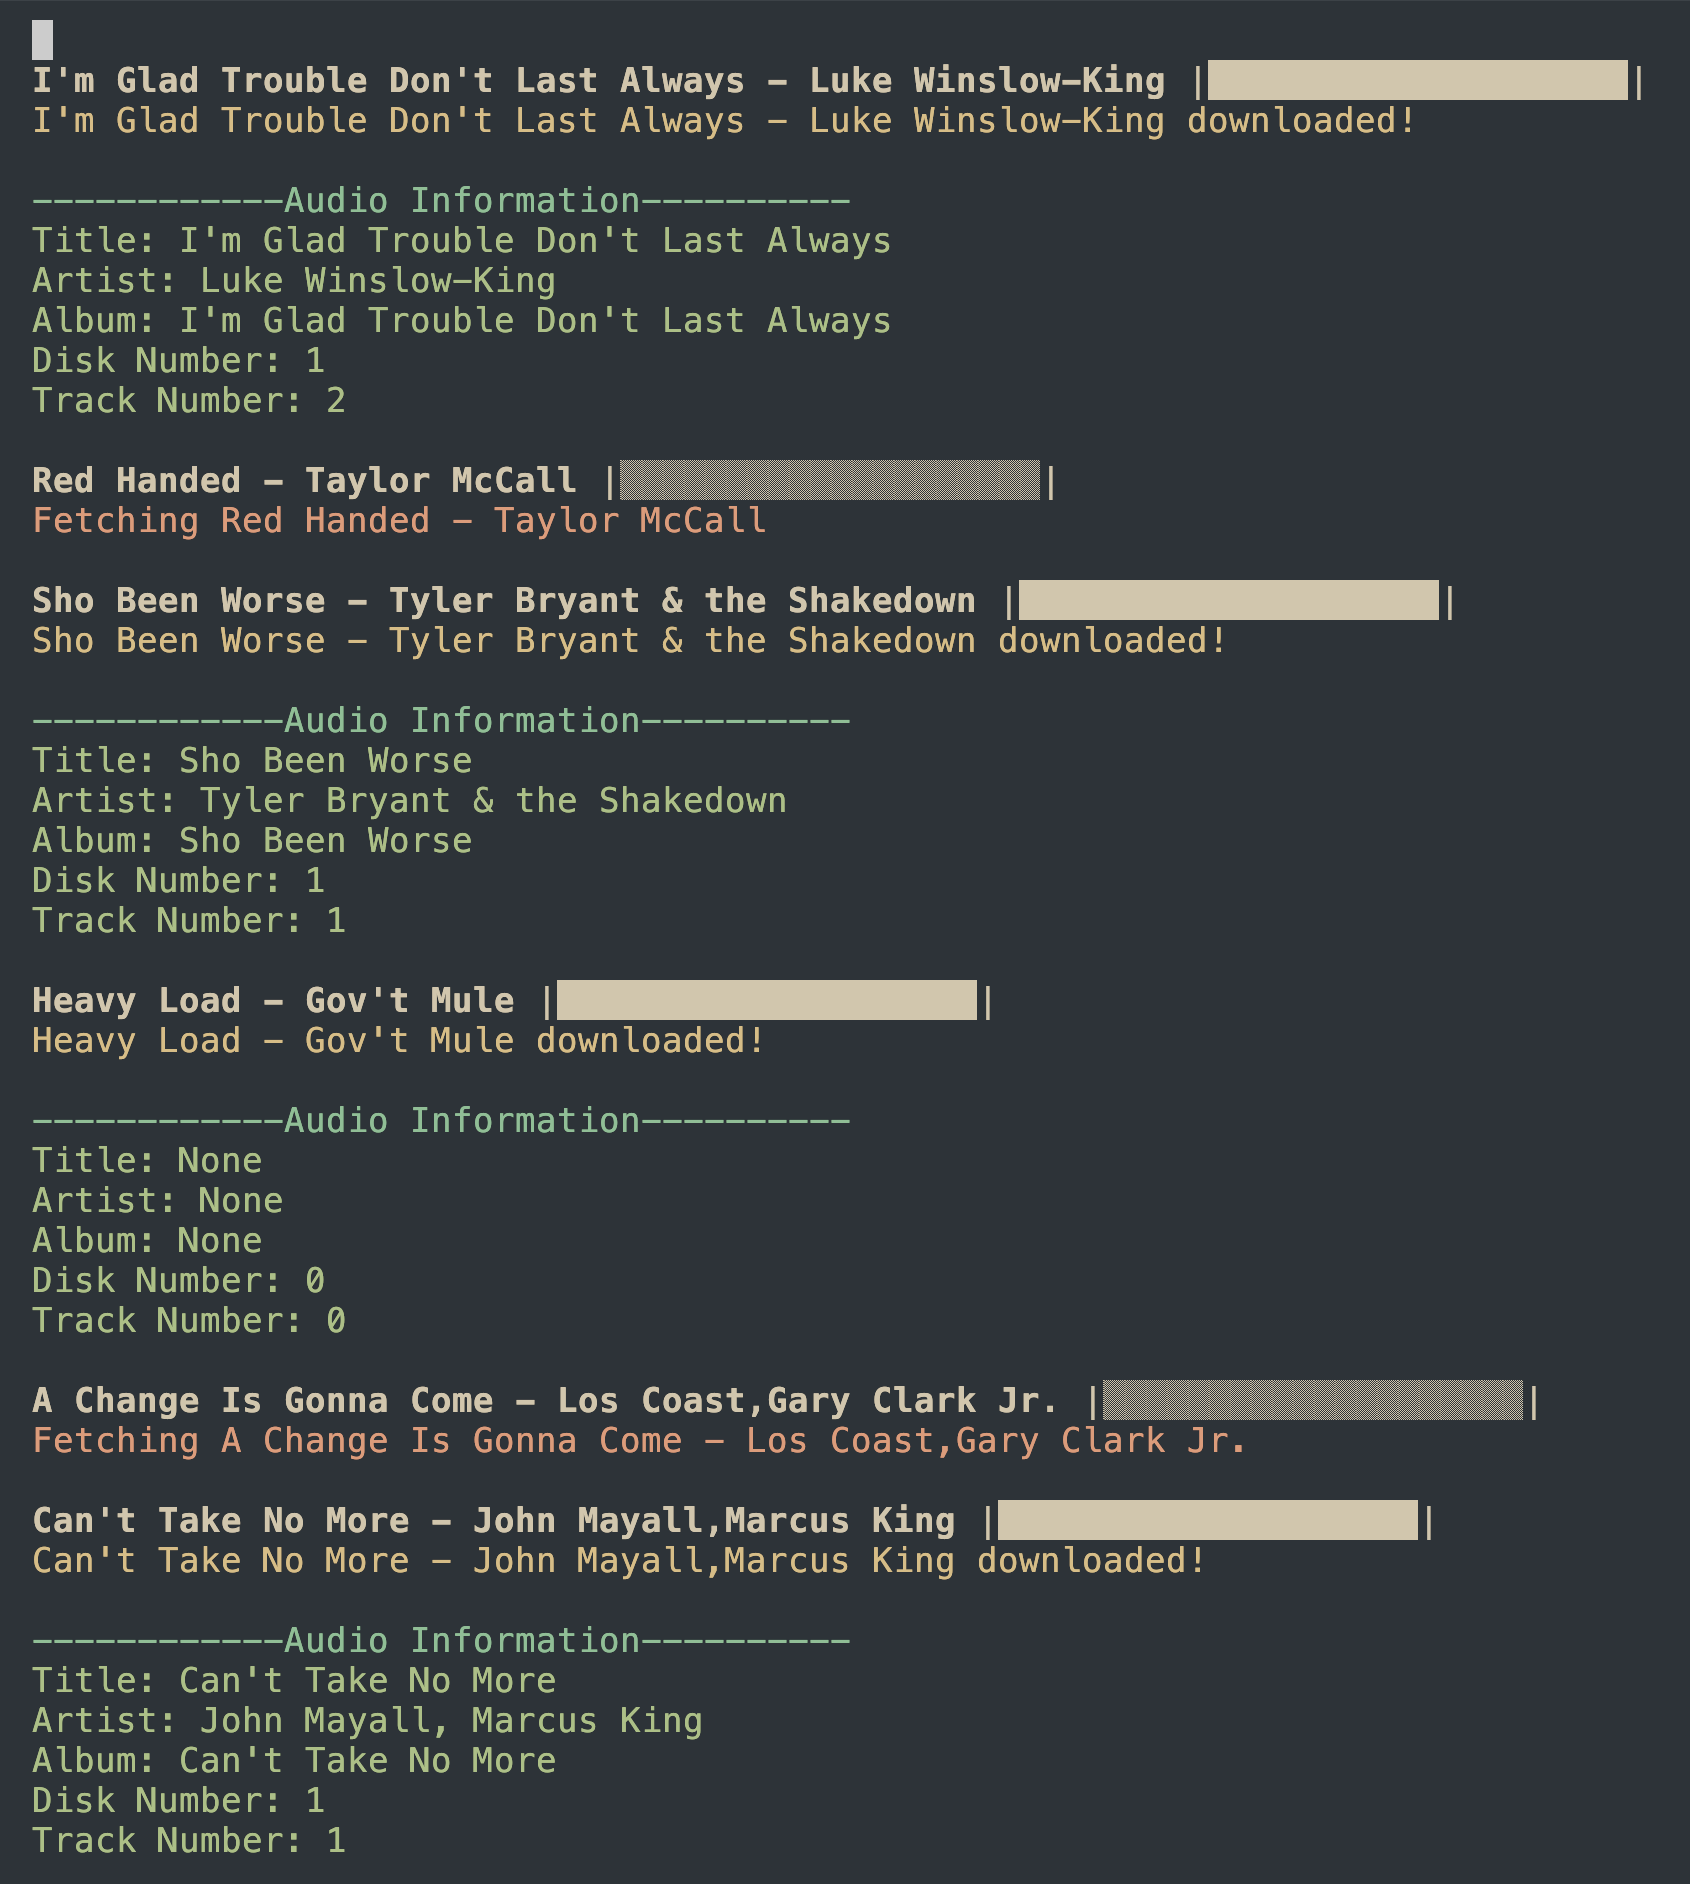 I'm Glad Trouble Don't Last Always - Luke Winslow-King | |
I'm Glad Trouble Don't Last Always - Luke Winslow-King downloaded!
------------Audio Information----------
Title: I'm Glad Trouble Don't Last Always
Artist: Luke Winslow-King
Album: I'm Glad Trouble Don't Last Always
Disk Number: 1
Track Number: 2
Red Handed - Taylor McCall | |
Fetching Red Handed - Taylor McCall
Sho Been Worse - Tyler Bryant & the Shakedown | |
Sho Been Worse - Tyler Bryant & the Shakedown downloaded!
------------Audio Information----------
Title: Sho Been Worse
Artist: Tyler Bryant & the Shakedown
Album: Sho Been Worse
Disk Number: 1
Track Number: 1
Heavy Load - Gov't Mule | |
Heavy Load - Gov't Mule downloaded!
------------Audio Information----------
Title: None
Artist: None
Album: None
Disk Number: 0
Track Number: 0
A Change Is Gonna Come - Los Coast,Gary Clark Jr. | |
Fetching A Change Is Gonna Come - Los Coast,Gary Clark Jr.
Can't Take No More - John Mayall,Marcus King | |
Can't Take No More - John Mayall,Marcus King downloaded!
------------Audio Information----------
Title: Can't Take No More
Artist: John Mayall, Marcus King
Album: Can't Take No More
Disk Number: 1
Track Number: 1